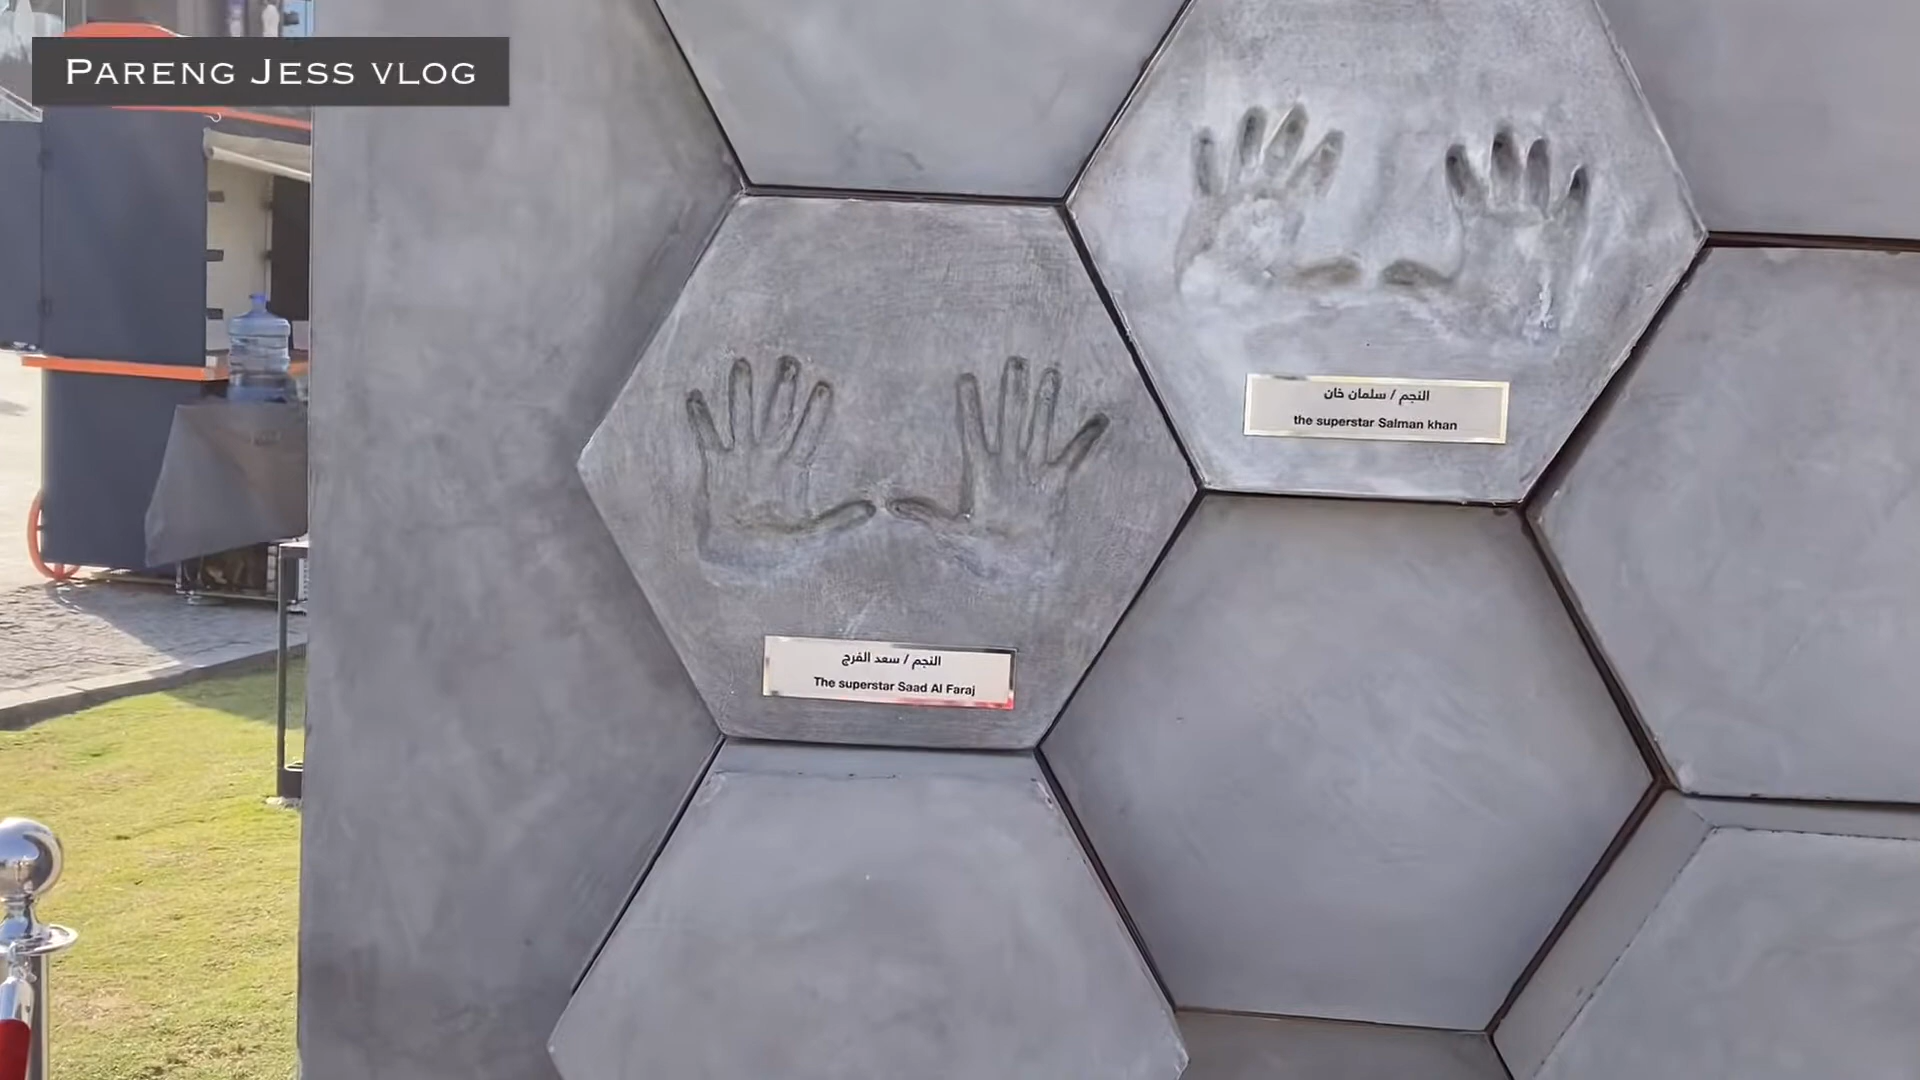 PARENG JESS VLOG
النجم / سلمان خان
the superstar Salman khan
النجم / سعد الفرج
The superstar Saad Al Faraj